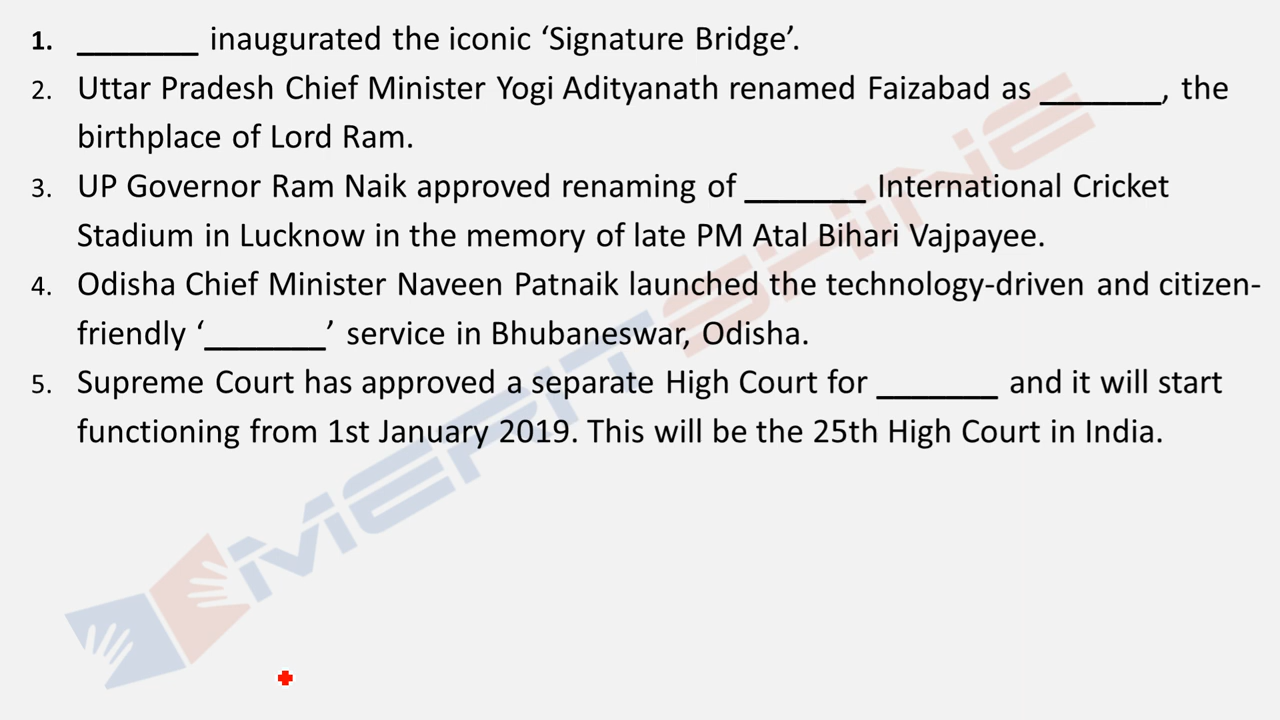 1. _______ inaugurated the iconic ‘Signature Bridge’.
2. Uttar Pradesh Chief Minister Yogi Adityanath renamed Faizabad as _______, the
birthplace of Lord Ram.
3. UP Governor Ram Naik approved renaming of _______ International Cricket
Stadium in Lucknow in the memory of late PM Atal Bihari Vajpayee.
4. Odisha Chief Minister Naveen Patnaik launched the technology-driven and citizen-
friendly ‘_______’ service in Bhubaneswar, Odisha.
5. Supreme Court has approved a separate High Court for _______ and it will start
functioning from 1st January 2019. This will be the 25th High Court in India.
MERITSHINE